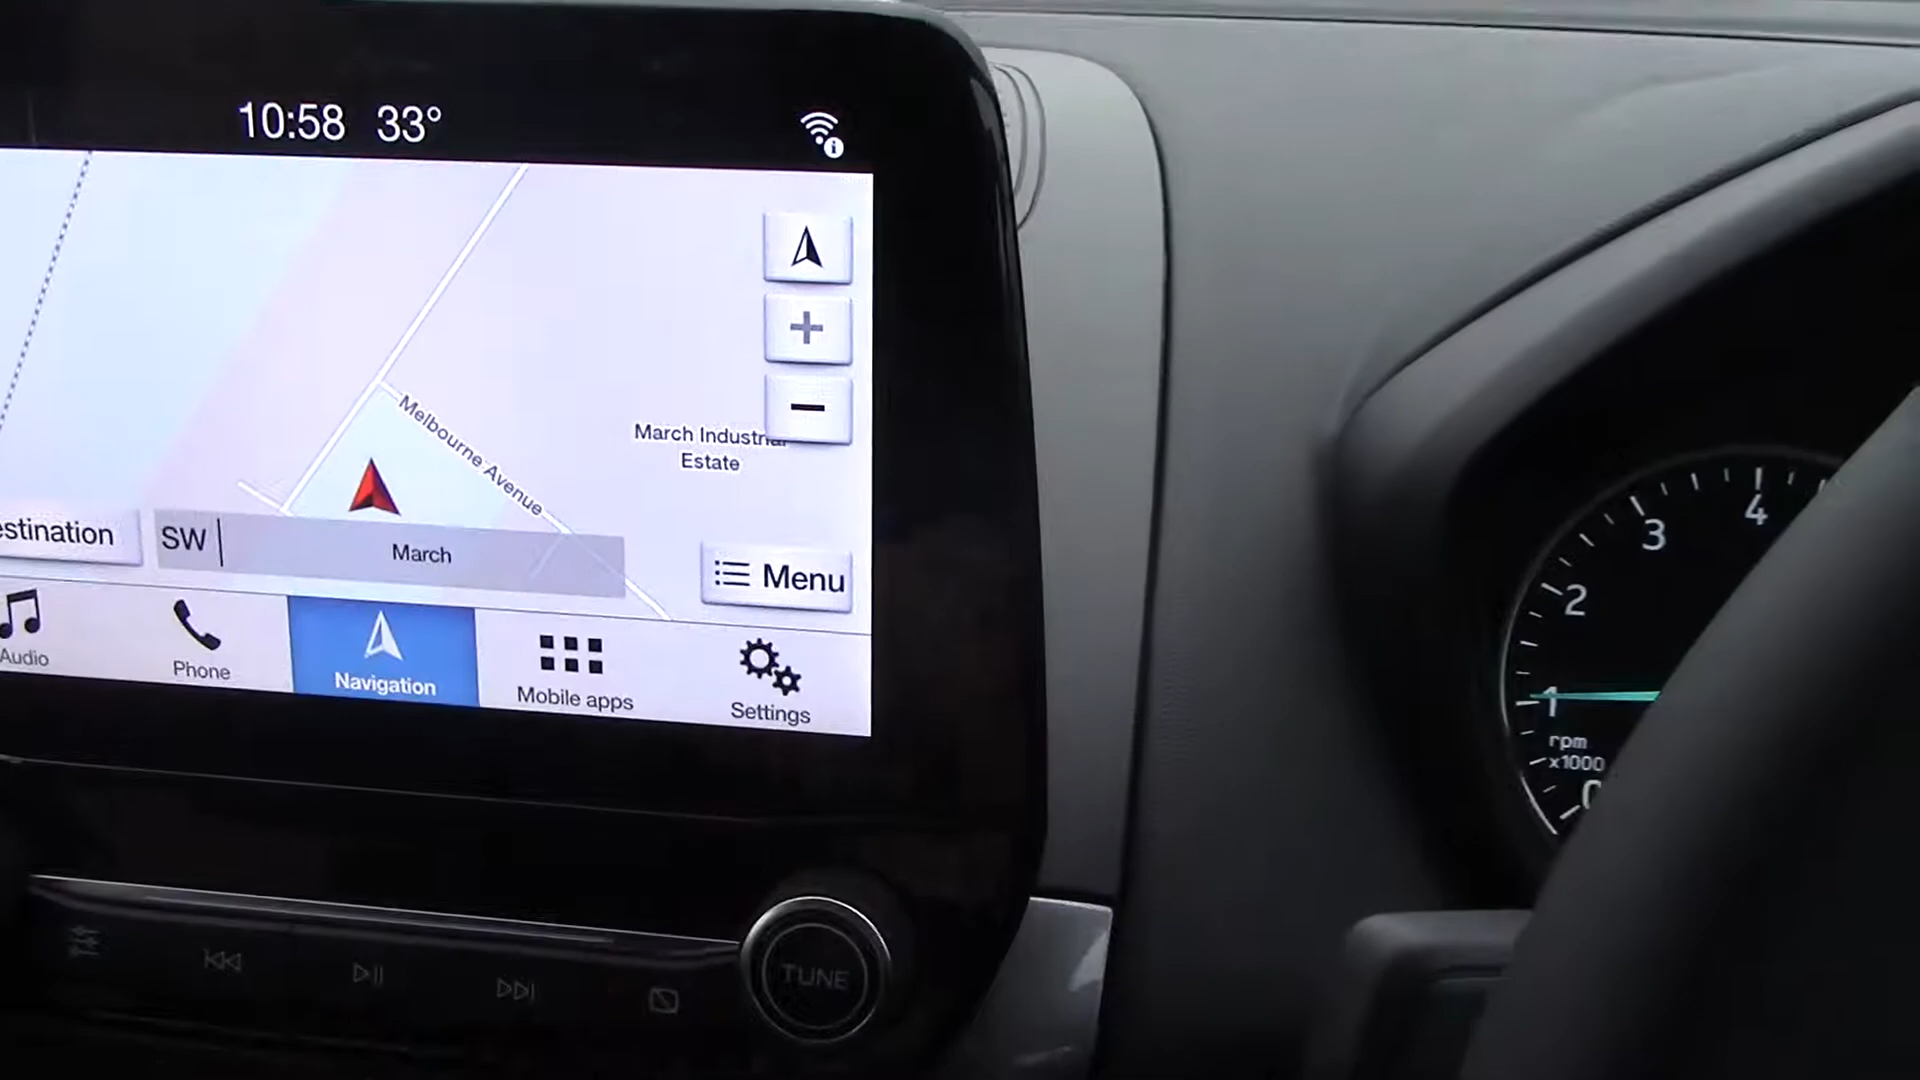 10:58 33°
Melbourne Avenue
March Industrial
Estate
estination
SW
March
Menu
Audio
Phone
Navigation
Mobile apps
Settings
TUNE
4
3
2
1
rpm
x1000
0